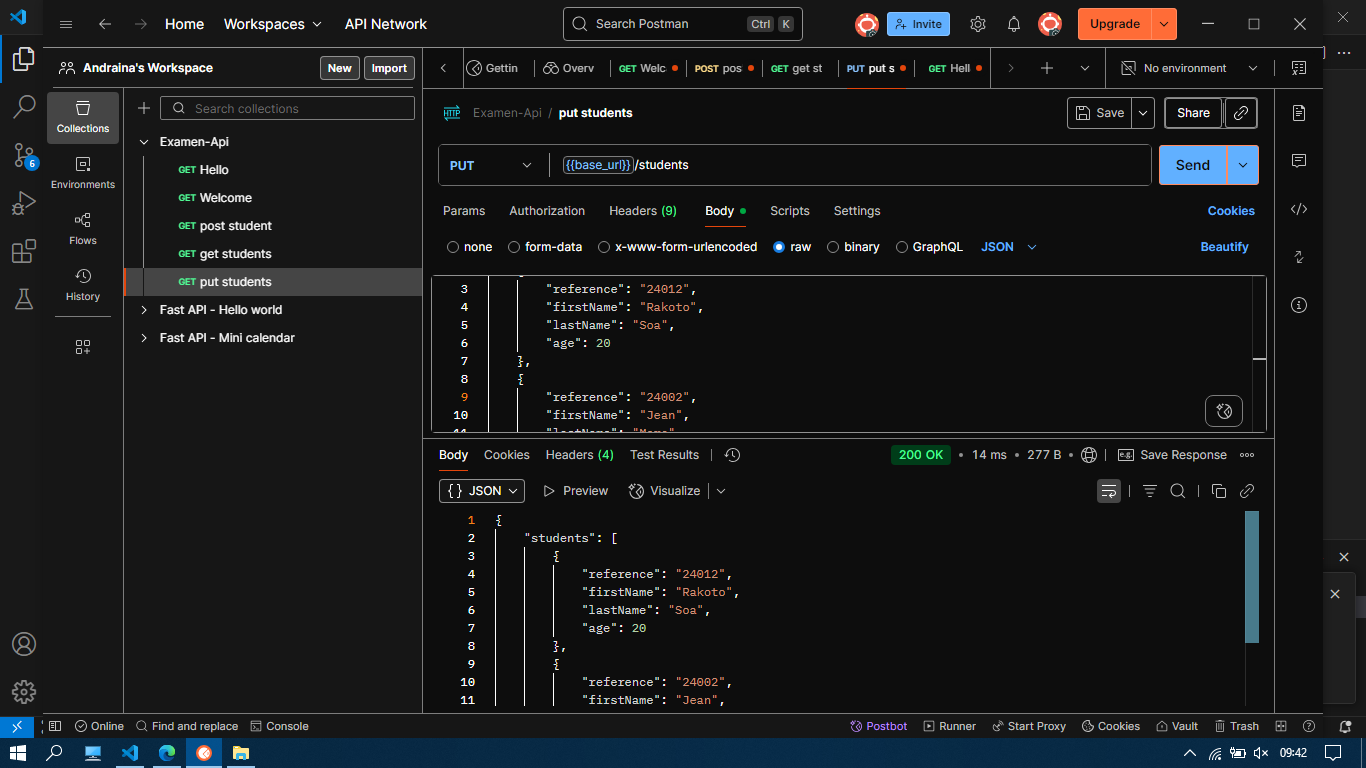 Home
Workspaces
API Network
Search Postman
Ctrl
K
Invite
Upgrade
Andraina's Workspace
New
Import
Gettin
Overv
GET Welc
POST pos
GET get st
PUT put s
GET Hell
No environment
Collections
Environments
Flows
History
Search collections
Examen-Api
GET Hello
GET Welcome
GET post student
GET get students
GET put students
Fast API - Hello world
Fast API - Mini calendar
6
HTTP
Examen-Api / put students
Save
Share
PUT
{{base_url}}/students
Send
Params
Authorization
Headers (9)
Body
Scripts
Settings
Cookies
none
form-data
x-www-form-urlencoded
raw
binary
GraphQL
JSON
Beautify
3 "reference": "24012",
4 "firstName": "Rakoto",
5 "lastName": "Soa",
6 "age": 20
7 },
8 {
9 "reference": "24002",
10 "firstName": "Jean",
Body
Cookies
Headers (4)
Test Results
200 OK
14 ms
277 B
e.g.
Save Response
{ } JSON
Preview
Visualize
1 {
2 "students": [
3 {
4 "reference": "24012",
5 "firstName": "Rakoto",
6 "lastName": "Soa",
7 "age": 20
8 },
9 {
10 "reference": "24002",
11 "firstName": "Jean",
Online
Find and replace
Console
Postbot
Runner
Start Proxy
Cookies
Vault
Trash
09:42